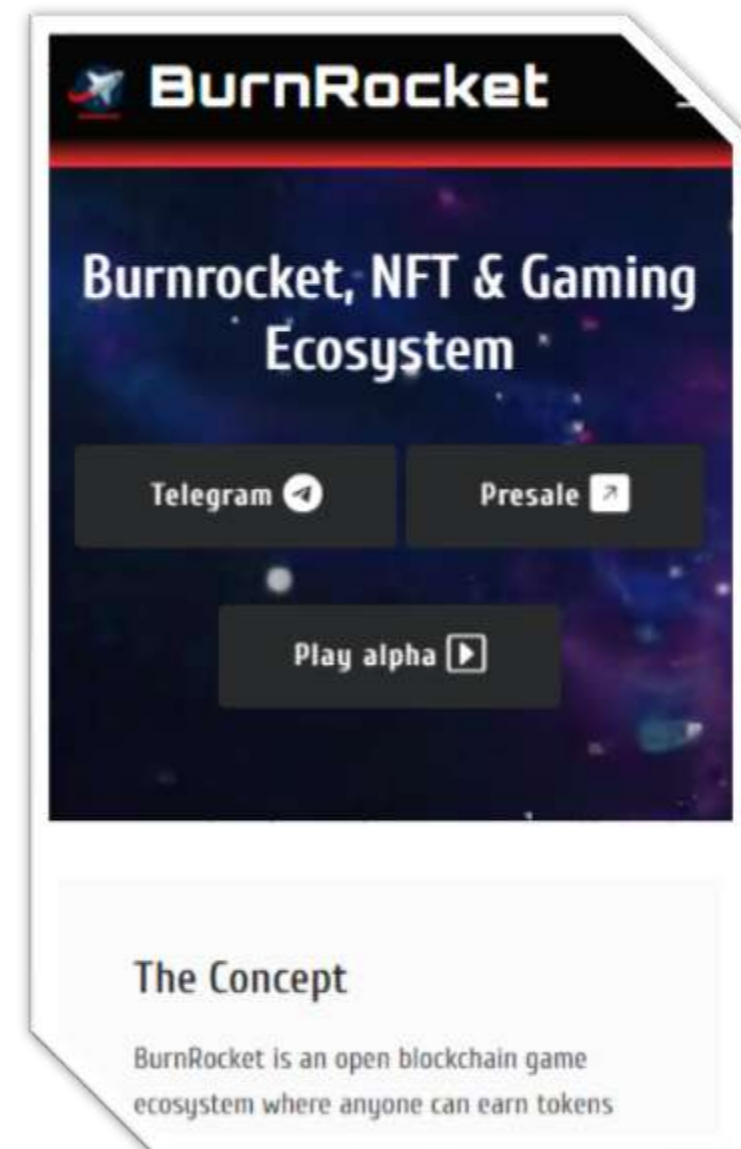 BurnRocket
Burnrocket, NFT & Gaming
Ecosystem
Telegram
Presale
Play alpha
The Concept
BurnRocket is an open blockchain game
ecosystem where anyone can earn tokens